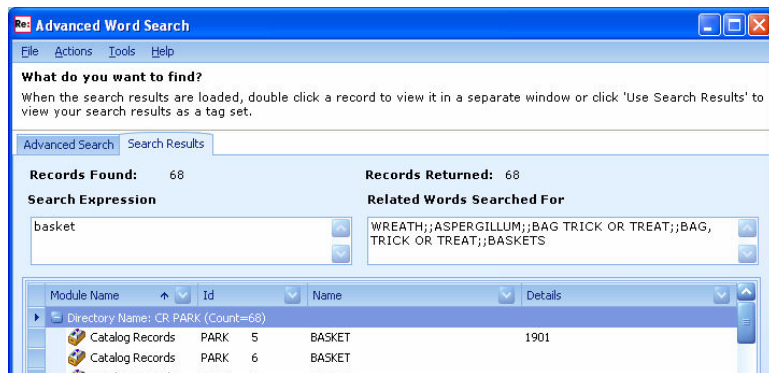 Re: Advanced Word Search
File Actions Tools Help
What do you want to find?
When the search results are loaded, double click a record to view it in a separate window or click 'Use Search Results' to
view your search results as a tag set.
Advanced Search Search Results
Records Found: 68 Records Returned: 68
Search Expression Related Words Searched For
basket WREATH;;ASPERGILLUM;;BAG TRICK OR TREAT;;BAG,
TRICK OR TREAT;;BASKETS
Module Name Id Name Details
Directory Name: CR PARK (Count=68)
Catalog Records PARK 5 BASKET 1901
Catalog Records PARK 6 BASKET